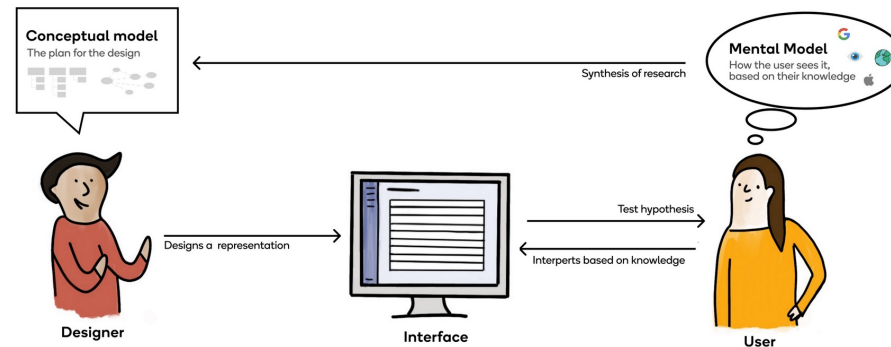 Conceptual model
The plan for the design
Synthesis of research
Mental Model
How the user sees it,
based on their knowledge
Designs a representation
Test hypothesis
Interperts based on knowledge
Designer
Interface
User